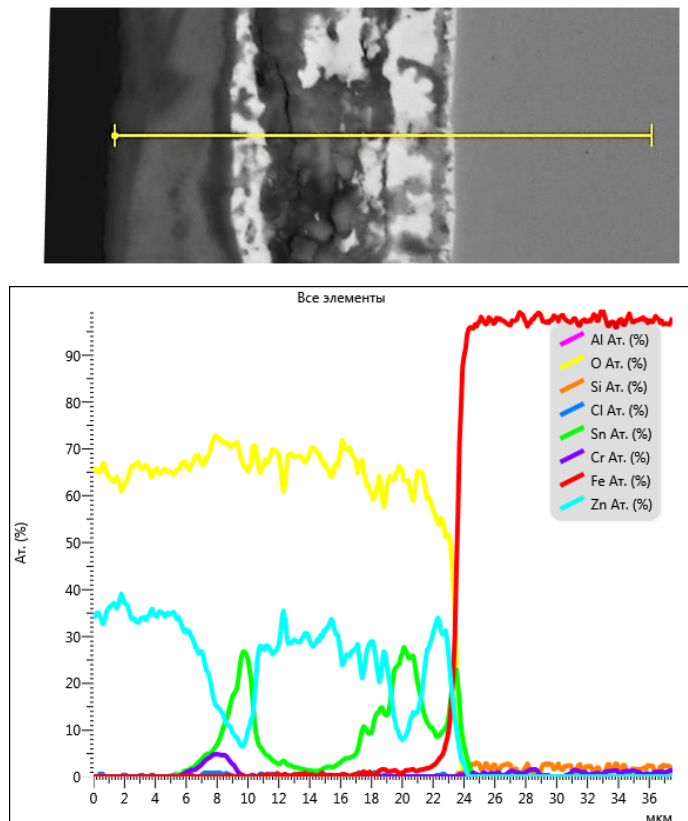 Все элементы
Al Ат. (%)
O Ат. (%)
Si Ат. (%)
Cl Ат. (%)
Sn Ат. (%)
Cr Ат. (%)
Fe Ат. (%)
Zn Ат. (%)
Ат. (%)
90
80
70
60
50
40
30
20
10
0
0 2 4 6 8 10 12 14 16 18 20 22 24 26 28 30 32 34 36
мкм